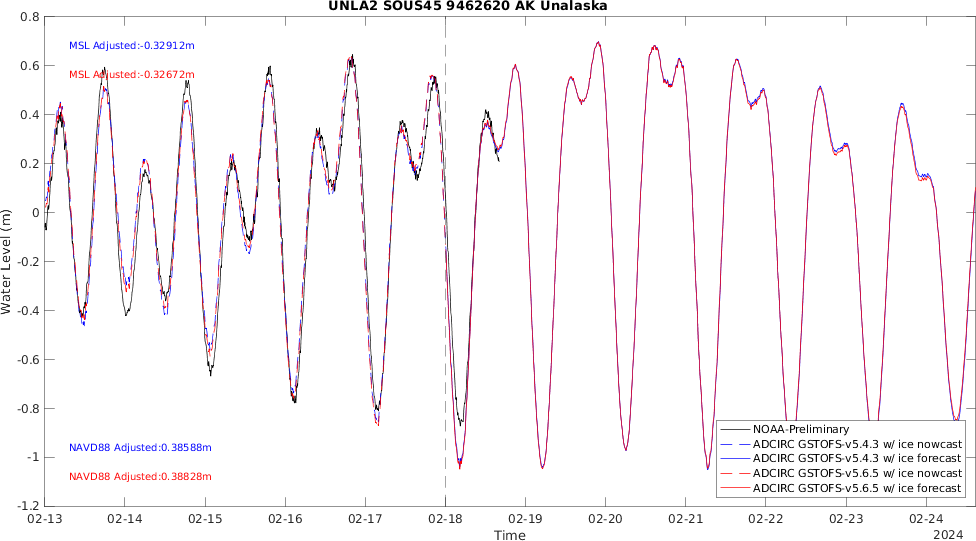 UNLA2 SOUS45 9462620 AK Unalaska
0.8
MSL Adjusted:-0.32912m
MSL Adjusted:-0.32672m
0.6
0.4
0.2
0
-0.2
-0.4
-0.6
-0.8
-1
-1.2
Water Level (m)
NAVD88 Adjusted:0.38588m
NAVD88 Adjusted:0.38828m
NOAA-Preliminary
ADCIRC GSTOFS-v5.4.3 w/ ice nowcast
ADCIRC GSTOFS-v5.4.3 w/ ice forecast
ADCIRC GSTOFS-v5.6.5 w/ ice nowcast
ADCIRC GSTOFS-v5.6.5 w/ ice forecast
02-13 02-14 02-15 02-16 02-17 02-18 02-19 02-20 02-21 02-22 02-23 02-24
Time
2024